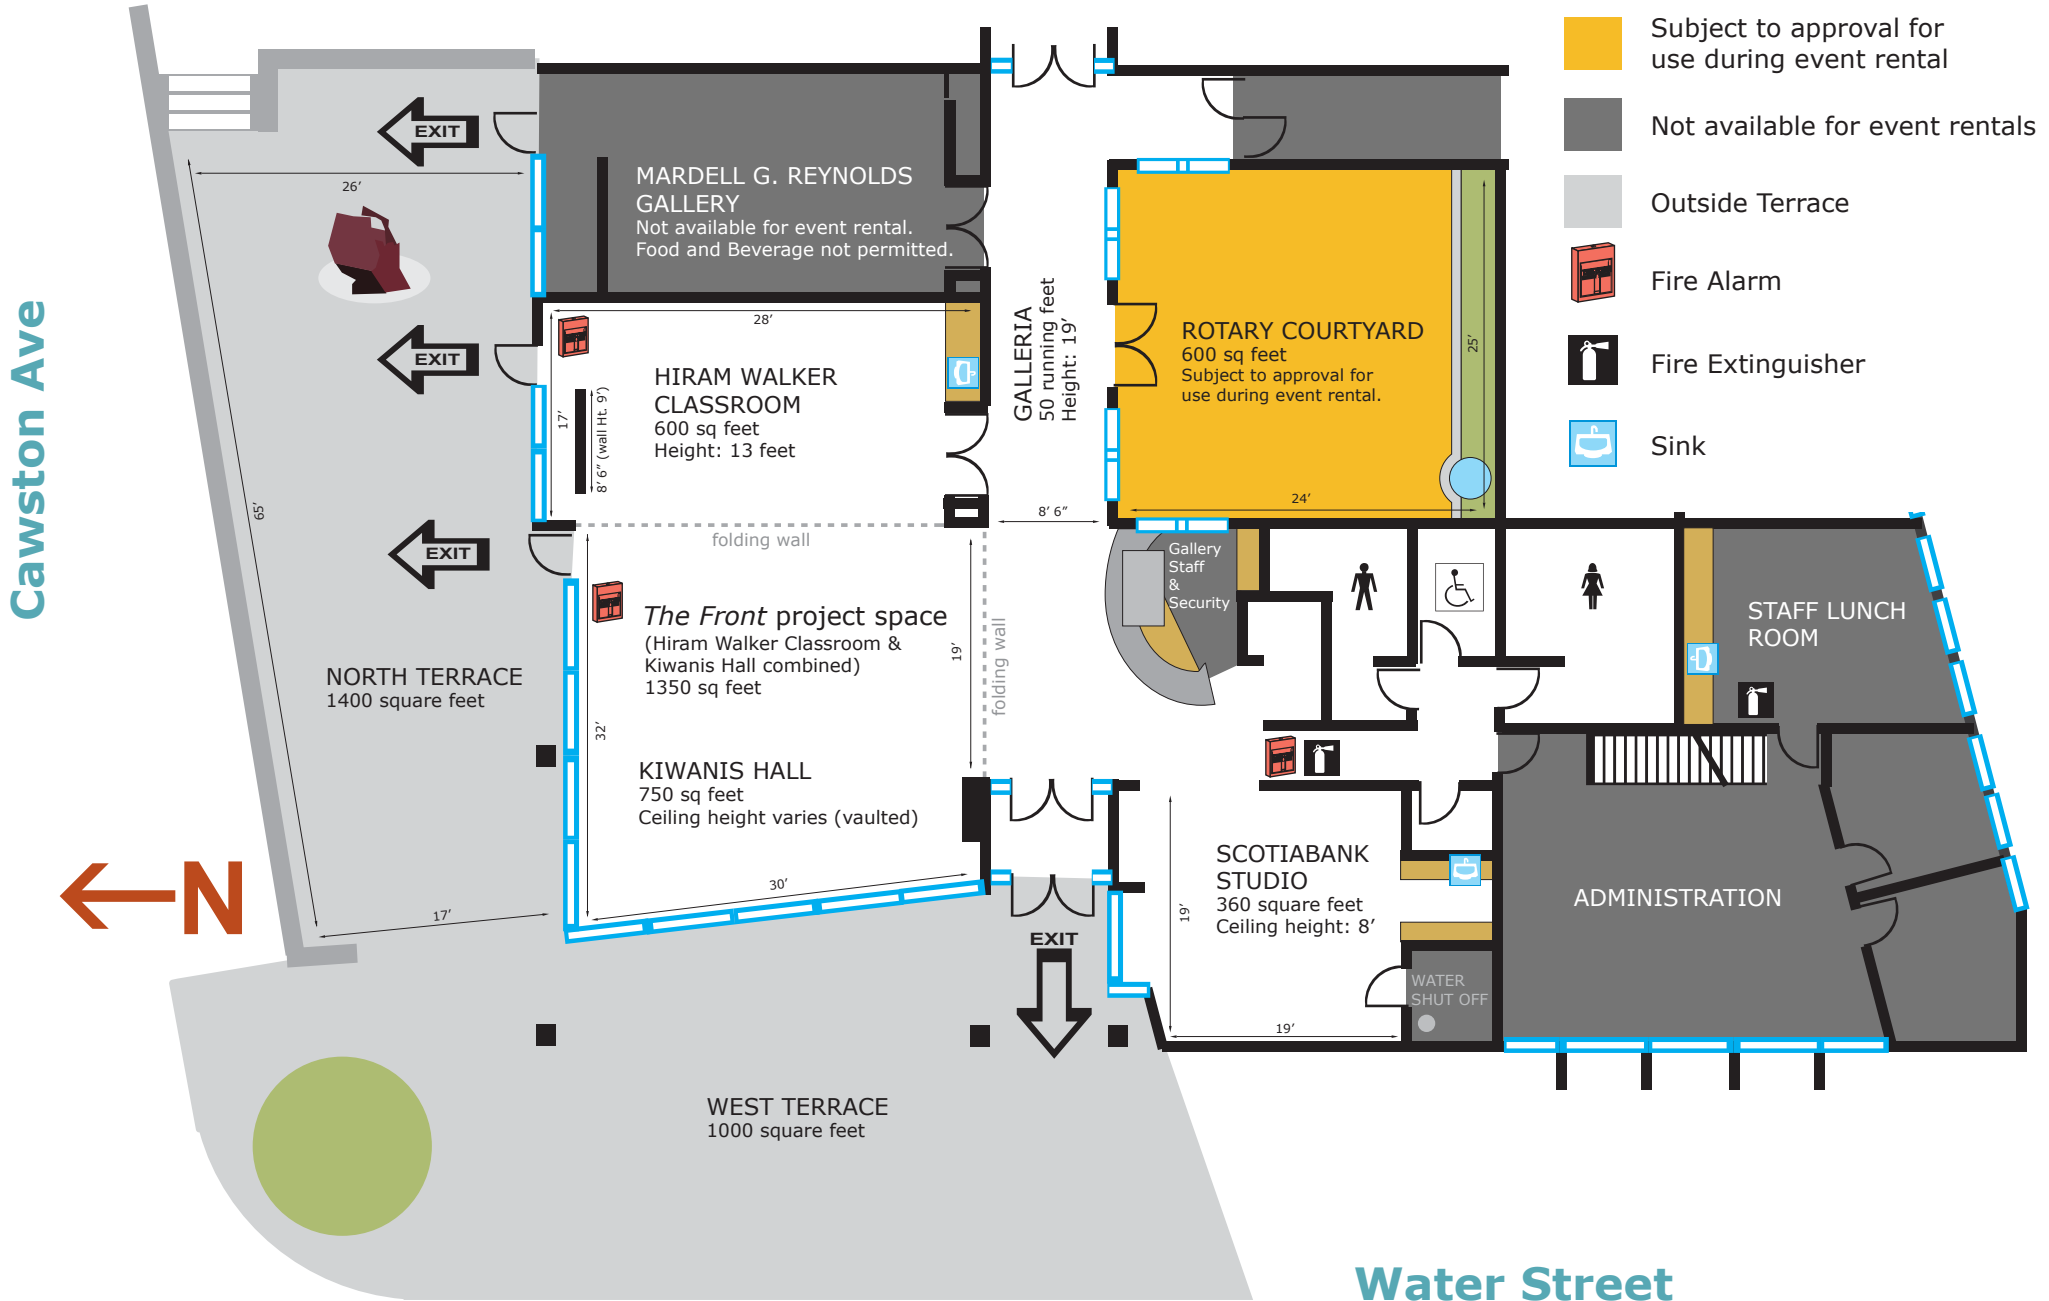 Subject to approval for
use during event rental
Not available for event rentals
Outside Terrace
Fire Alarm
Fire Extinguisher
Sink
Cawston Ave
N
EXIT
26′
65′
MARDELL G. REYNOLDS
GALLERY
Not available for event rental.
Food and Beverage not permitted.
EXIT
28′
17′
8′ 6″ (wall Ht. 9′)
HIRAM WALKER
CLASSROOM
600 sq feet
Height: 13 feet
GALLERIA
50 running feet
Height: 19′
8′ 6″
ROTARY COURTYARD
600 sq feet
Subject to approval for
use during event rental.
25′
24′
EXIT
folding wall
folding wall
The Front project space
(Hiram Walker Classroom &
Kiwanis Hall combined)
1350 sq feet
19′
32′
NORTH TERRACE
1400 square feet
KIWANIS HALL
750 sq feet
Ceiling height varies (vaulted)
30′
17′
Gallery
Staff
&
Security
STAFF LUNCH
ROOM
SCOTIABANK
STUDIO
360 square feet
Ceiling height: 8′
19′
19′
WATER
SHUT OFF
ADMINISTRATION
EXIT
WEST TERRACE
1000 square feet
Water Street